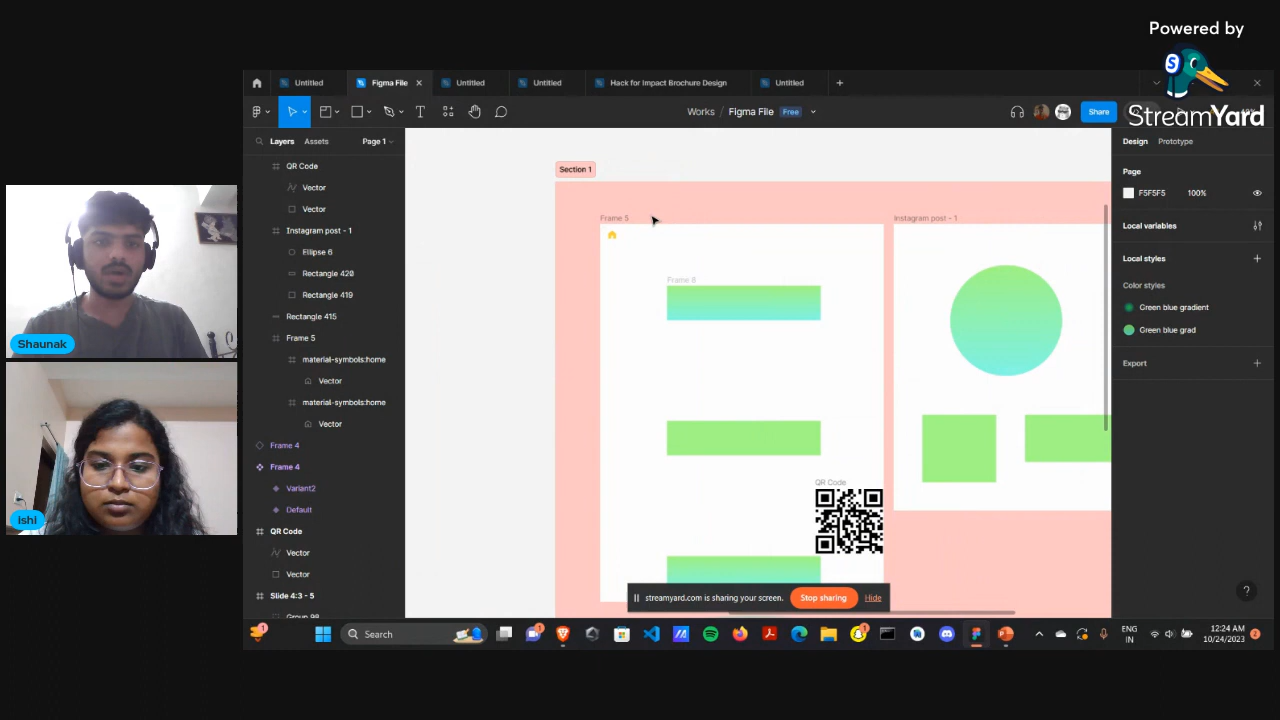 Powered by
StreamYard
Untitled
Figma File
Untitled
Untitled
Hack for Impact Brochure Design
Untitled
Works / Figma File Free
Share
Layers
Assets
Page 1
Design
Prototype
QR Code
Vector
Vector
Instagram post - 1
Ellipse 6
Rectangle 420
Rectangle 419
Rectangle 415
Frame 5
material-symbols:home
Vector
material-symbols:home
Vector
Frame 4
Frame 4
Variant2
Default
QR Code
Vector
Vector
Slide 4:3 - 5
Group 98
Section 1
Frame 5
Instagram post - 1
Frame 6
QR Code
Page
F5F5F5 100%
Local variables
Local styles
Color styles
Green blue gradient
Green blue grad
Export
?
Shaunak
Ishi
streamyard.com is sharing your screen.
Stop sharing
Hide
Search
ENG
IN
12:24 AM
10/24/2023